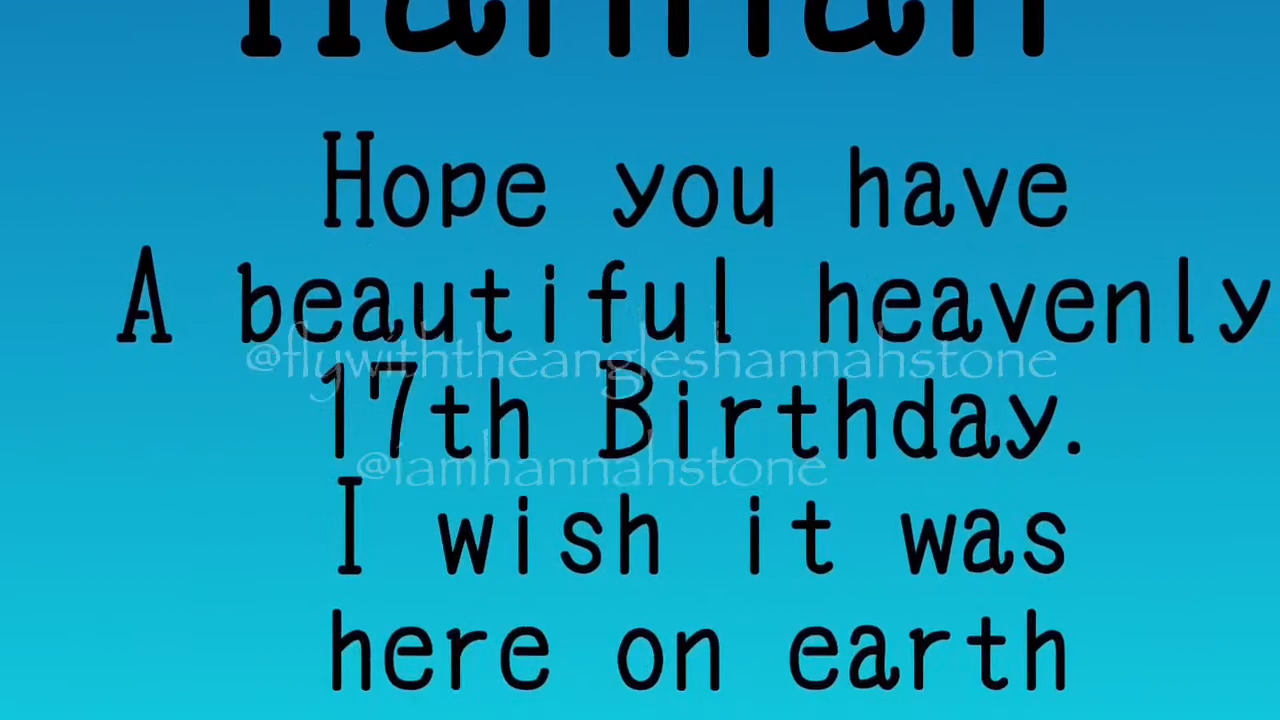 Hannah
Hope you have
A beautiful heavenly
@flywiththeangleshannahstone
17th Birthday.
@iamhannahstone
I wish it was
here on earth